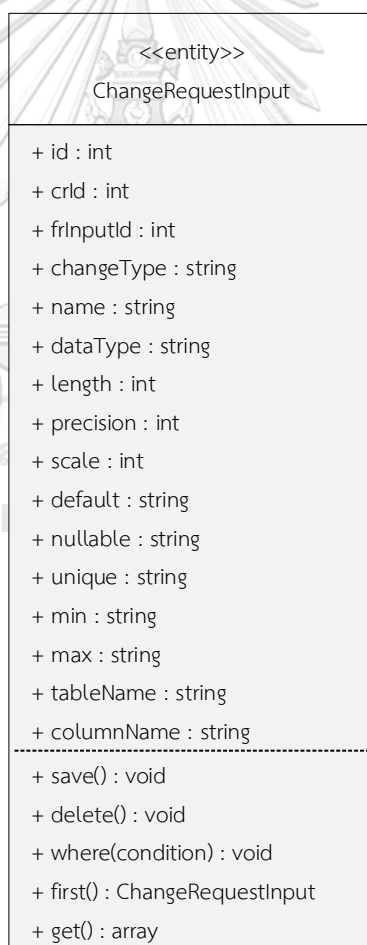 <<entity>>
ChangeRequestInput
+ id : int
+ crId : int
+ frInputId : int
+ changeType : string
+ name : string
+ dataType : string
+ length : int
+ precision : int
+ scale : int
+ default : string
+ nullable : string
+ unique : string
+ min : string
+ max : string
+ tableName : string
+ columnName : string
+ save() : void
+ delete() : void
+ where(condition) : void
+ first() : ChangeRequestInput
+ get() : array